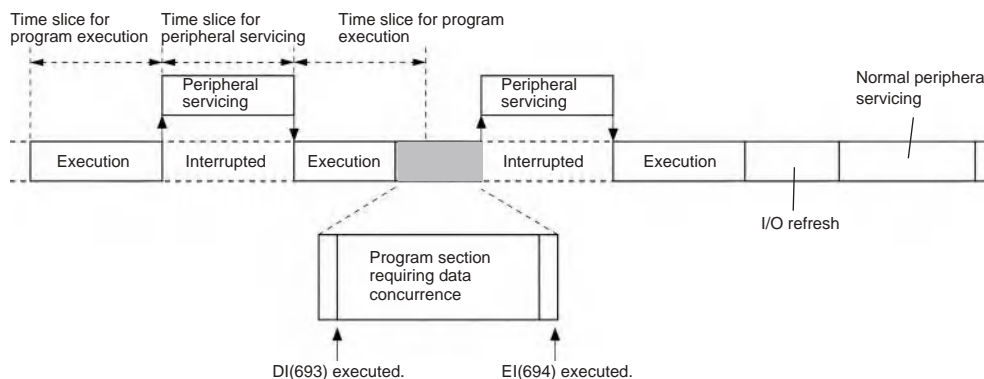 Time slice for
program execution
Time slice for
peripheral servicing
Time slice for program
execution
Peripheral
servicing
Peripheral
servicing
Normal periphera
servicing
Execution
Interrupted
Execution
Interrupted
Execution
I/O refresh
Program section
requiring data
concurrence
DI(693) executed.
EI(694) executed.